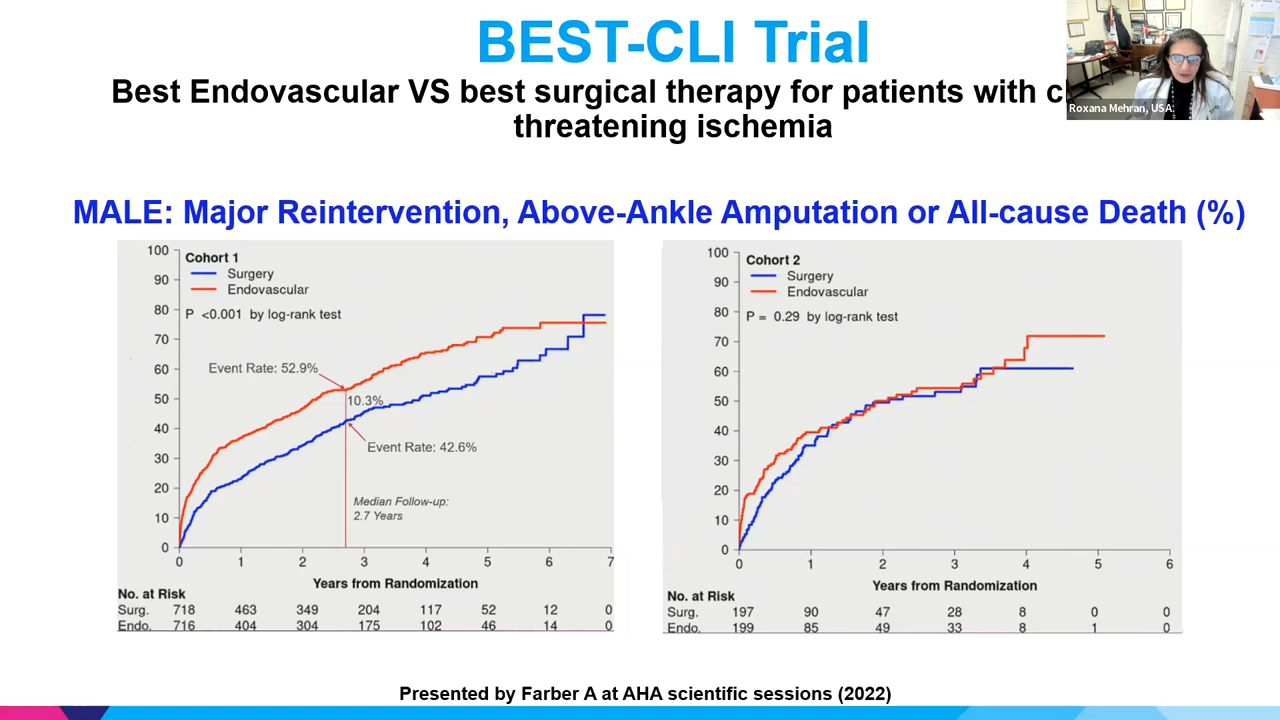 BEST-CLI Trial
Best Endovascular VS best surgical therapy for patients with c
threatening ischemia
Roxana Mehran, USA
MALE: Major Reintervention, Above-Ankle Amputation or All-cause Death (%)
Cohort 1
Surgery
Endovascular
P <0.001 by log-rank test
100
90
80
70
60
50
40
30
20
10
0
Event Rate: 52.9%
10.3%
Event Rate: 42.6%
Median Follow-up:
2.7 Years
0 1 2 3 4 5 6 7
Years from Randomization
No. at Risk
Surg. 718 463 349 204 117 52 12 0
Endo. 716 404 304 175 102 46 14 0
Cohort 2
Surgery
Endovascular
P = 0.29 by log-rank test
100
90
80
70
60
50
40
30
20
10
0
0 1 2 3 4 5 6
Years from Randomization
No. at Risk
Surg. 197 90 47 28 8 0 0
Endo. 199 85 49 33 8 1 0
Presented by Farber A at AHA scientific sessions (2022)